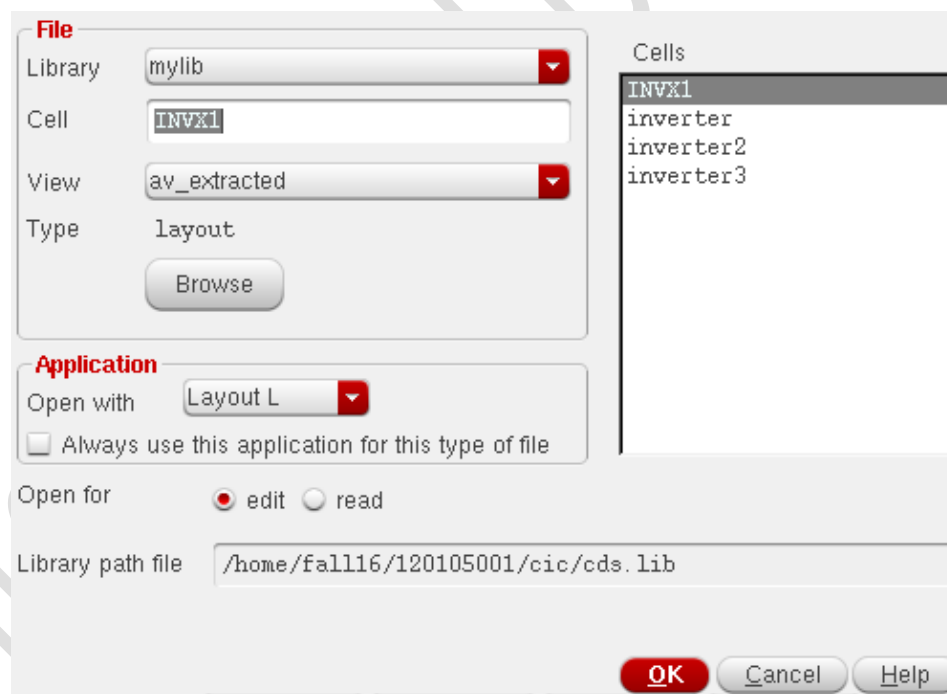 File
Library mylib
Cell INVX1
View av_extracted
Type layout
Browse
Cells
INVX1
inverter
inverter2
inverter3
Application
Open with Layout L
Always use this application for this type of file
Open for edit read
Library path file /home/fall16/120105001/cic/cds.lib
OK Cancel Help